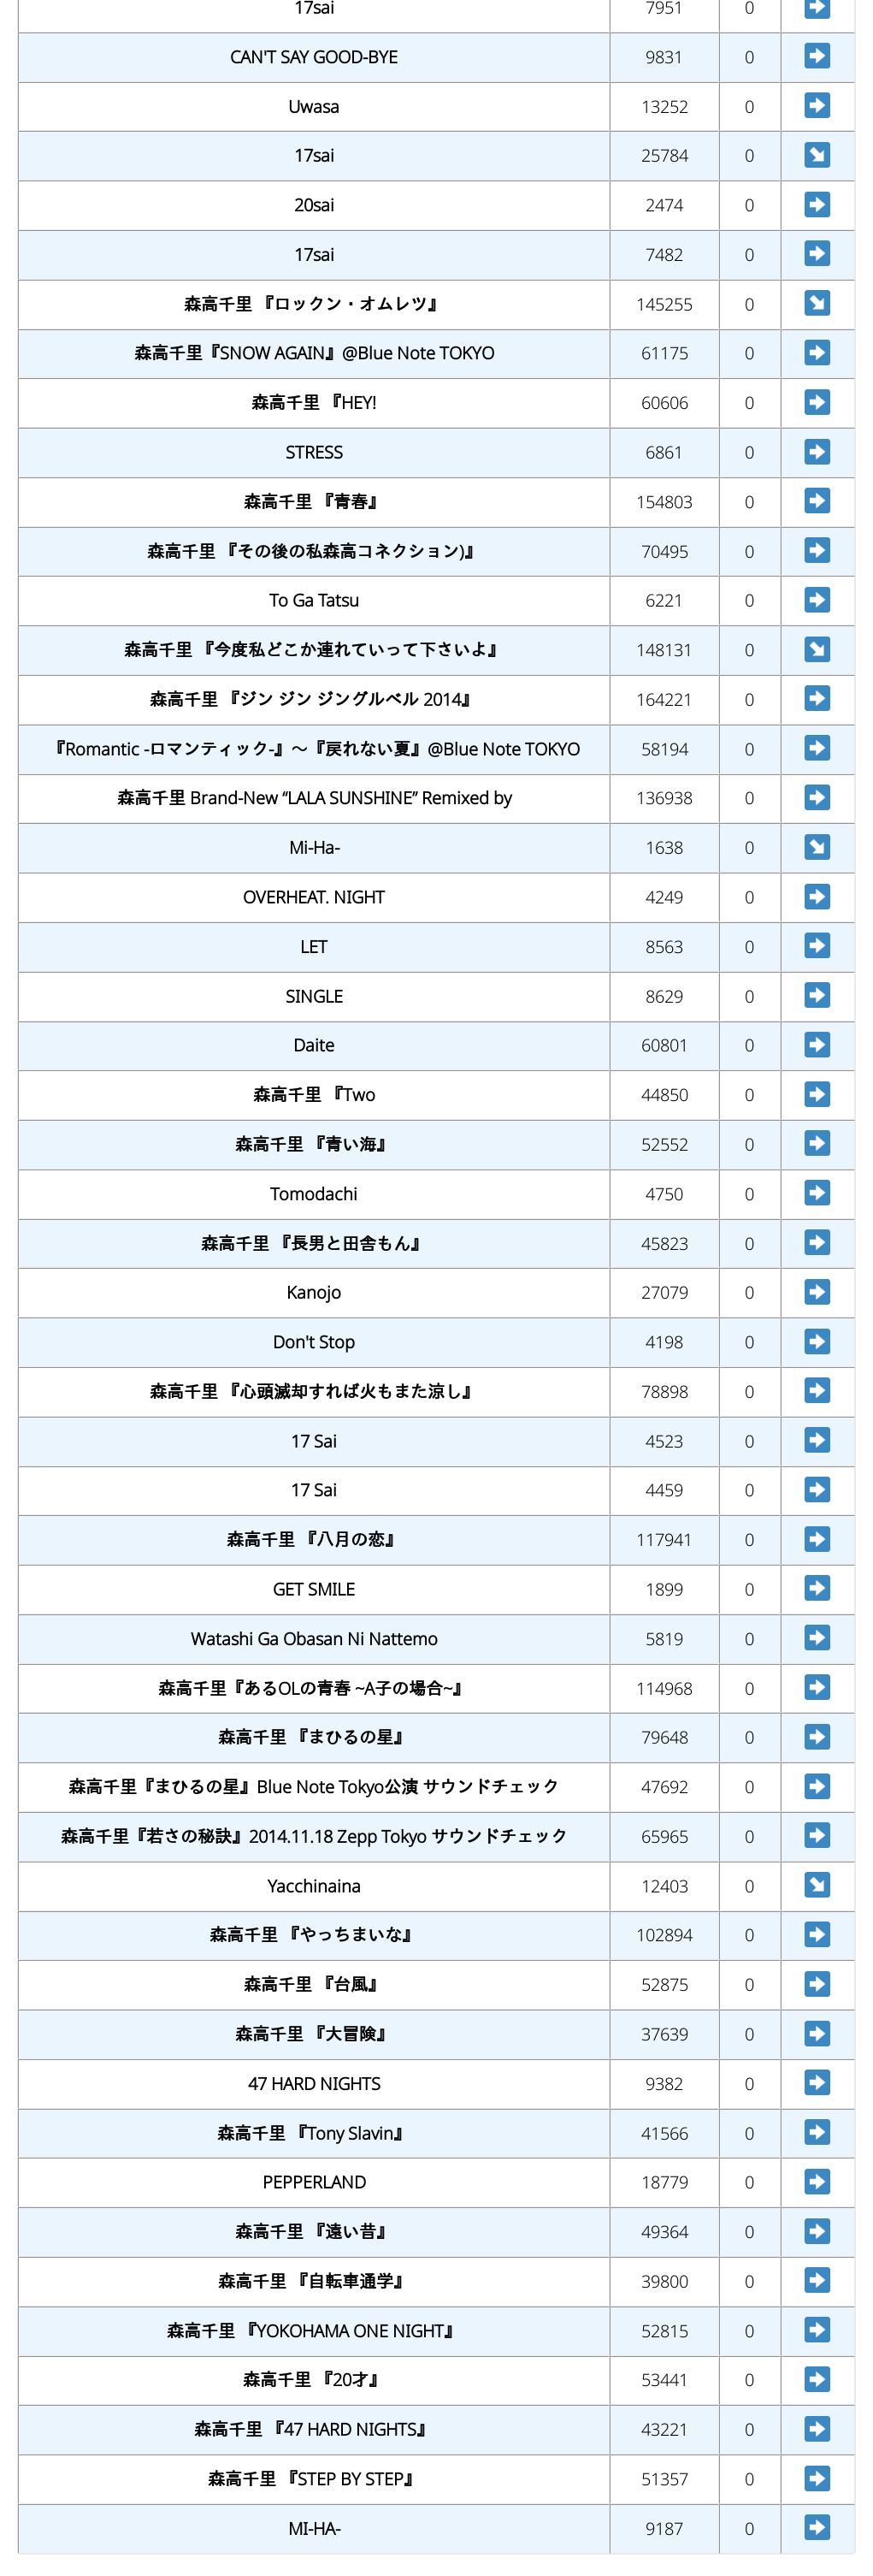 17sai 7951 0
CAN'T SAY GOOD-BYE 9831 0
Uwasa 13252 0
17sai 25784 0
20sai 2474 0
17sai 7482 0
森高千里 『ロックン・オムレツ』 145255 0
森高千里『SNOW AGAIN』@Blue Note TOKYO 61175 0
森高千里 『HEY! 60606 0
STRESS 6861 0
森高千里 『青春』 154803 0
森高千里 『その後の私森高コネクション)』 70495 0
To Ga Tatsu 6221 0
森高千里 『今度私どこか連れていって下さいよ』 148131 0
森高千里 『ジン ジン ジングルベル 2014』 164221 0
『Romantic -ロマンティック-』～『戻れない夏』@Blue Note TOKYO 58194 0
森高千里 Brand-New “LALA SUNSHINE” Remixed by 136938 0
Mi-Ha- 1638 0
OVERHEAT. NIGHT 4249 0
LET 8563 0
SINGLE 8629 0
Daite 60801 0
森高千里 『Two 44850 0
森高千里 『青い海』 52552 0
Tomodachi 4750 0
森高千里 『長男と田舎もん』 45823 0
Kanojo 27079 0
Don't Stop 4198 0
森高千里 『心頭滅却すれば火もまた涼し』 78898 0
17 Sai 4523 0
17 Sai 4459 0
森高千里 『八月の恋』 117941 0
GET SMILE 1899 0
Watashi Ga Obasan Ni Nattemo 5819 0
森高千里『あるOLの青春 ~A子の場合~』 114968 0
森高千里 『まひるの星』 79648 0
森高千里『まひるの星』Blue Note Tokyo公演 サウンドチェック 47692 0
森高千里『若さの秘訣』2014.11.18 Zepp Tokyo サウンドチェック 65965 0
Yacchinaina 12403 0
森高千里 『やっちまいな』 102894 0
森高千里 『台風』 52875 0
森高千里 『大冒険』 37639 0
47 HARD NIGHTS 9382 0
森高千里 『Tony Slavin』 41566 0
PEPPERLAND 18779 0
森高千里 『遠い昔』 49364 0
森高千里 『自転車通学』 39800 0
森高千里 『YOKOHAMA ONE NIGHT』 52815 0
森高千里 『20才』 53441 0
森高千里 『47 HARD NIGHTS』 43221 0
森高千里 『STEP BY STEP』 51357 0
MI-HA- 9187 0